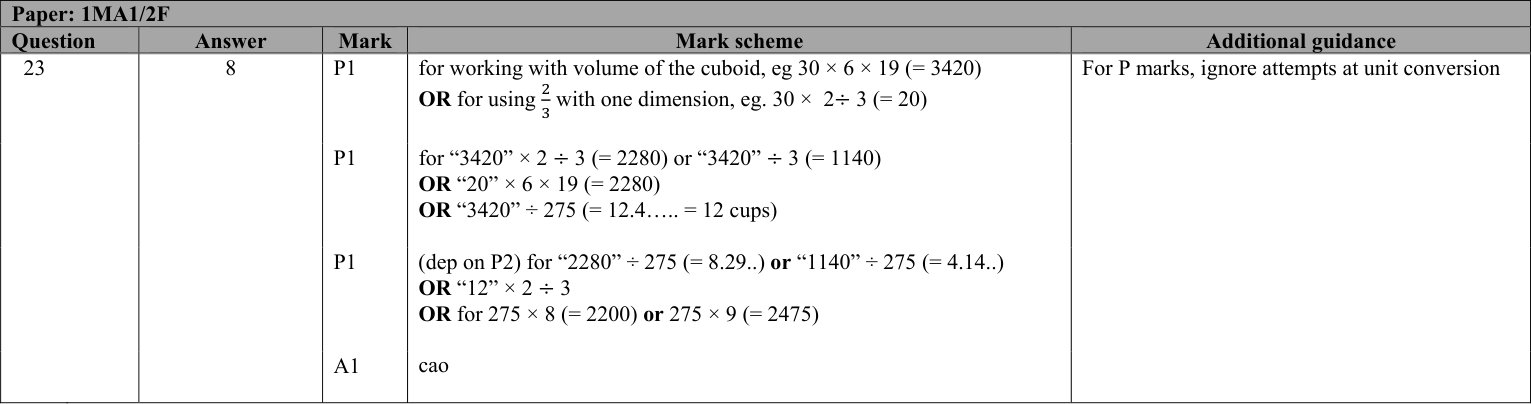 Paper: 1MA1/2F
Question Answer Mark Mark scheme Additional guidance
23 8 P1 for working with volume of the cuboid, eg 30 × 6 × 19 (= 3420) For P marks, ignore attempts at unit conversion
OR for using 2/3 with one dimension, eg. 30 × 2÷ 3 (= 20)
P1 for “3420” × 2 ÷ 3 (= 2280) or “3420” ÷ 3 (= 1140)
OR “20” × 6 × 19 (= 2280)
OR “3420” ÷ 275 (= 12.4….. = 12 cups)
P1 (dep on P2) for “2280” ÷ 275 (= 8.29..) or “1140” ÷ 275 (= 4.14..)
OR “12” × 2 ÷ 3
OR for 275 × 8 (= 2200) or 275 × 9 (= 2475)
A1 cao